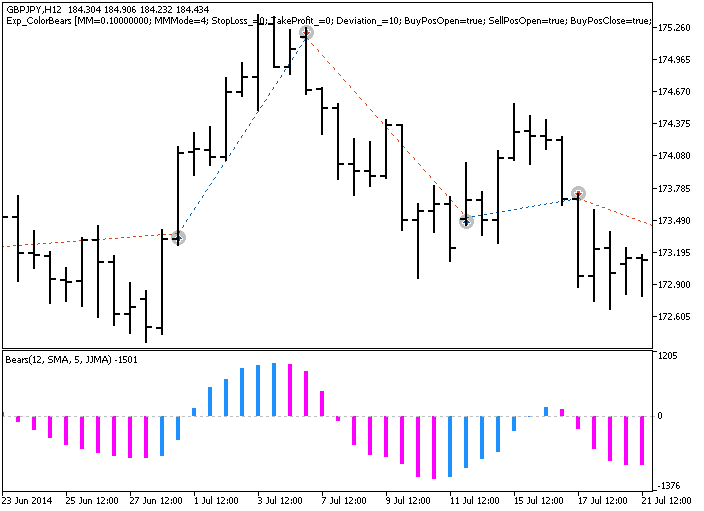 GBPJPY,H12 184.304 184.906 184.232 184.434
Exp_ColorBears [MM=0.10000000; MMMode=4; StopLoss_=0; TakeProfit_=0; Deviation_=10; BuyPosOpen=true; SellPosOpen=true; BuyPosClose=true;
175.260
174.965
174.670
174.375
174.080
173.785
173.490
173.195
172.900
172.605
Bears(12, SMA, 5, JJMA) -1501
1205
0
-1376
23 Jun 2014
25 Jun 12:00
27 Jun 12:00
1 Jul 12:00
3 Jul 12:00
7 Jul 12:00
9 Jul 12:00
11 Jul 12:00
15 Jul 12:00
17 Jul 12:00
21 Jul 12:00